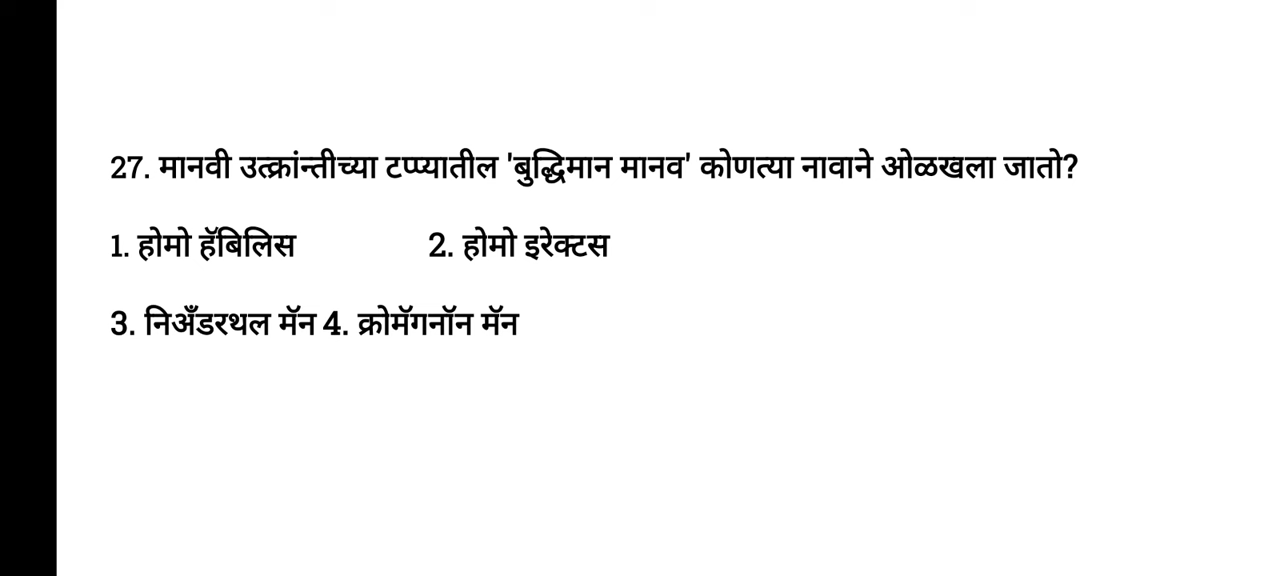 27. मानवी उत्क्रांन्तीच्या टप्प्यातील 'बुद्धिमान मानव' कोणत्या नावाने ओळखला जातो?
1. होमो हॅबिलिस 2. होमो इरेक्टस
3. निअँडरथल मॅन 4. क्रोमॅगनॉन मॅन